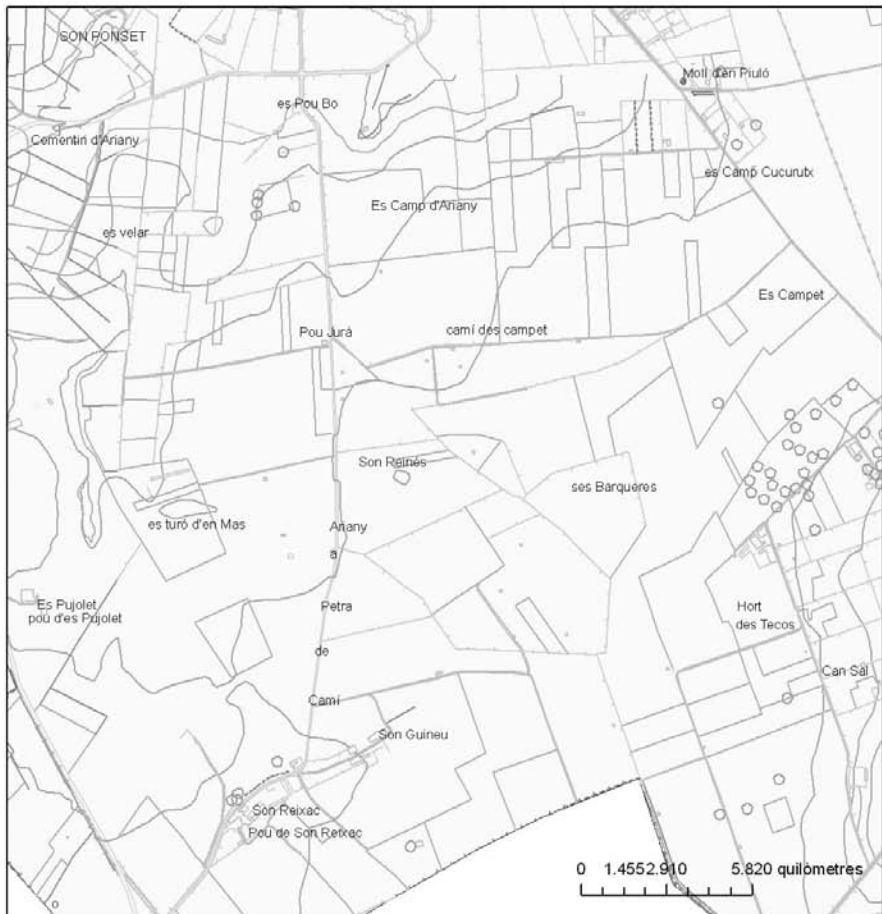 SON PONSET
Molí d'en Piuló
es Pou Bo
Cementiri d'Ariany
es Camp Cucurutx
Es Camp d'Ariany
es velar
Es Campet
Pou Jurà
camí des campet
Son Reinés
ses Barqueres
es turó d'en Mas
Ariany
a
Es Pujolet
pou d'es Pujolet
Petra
Hort
des Tecos
de
Can Sal
Camí
Son Guineu
Son Reixac
Pou de Son Reixac
0 1.4552.910 5.820 quilòmetres